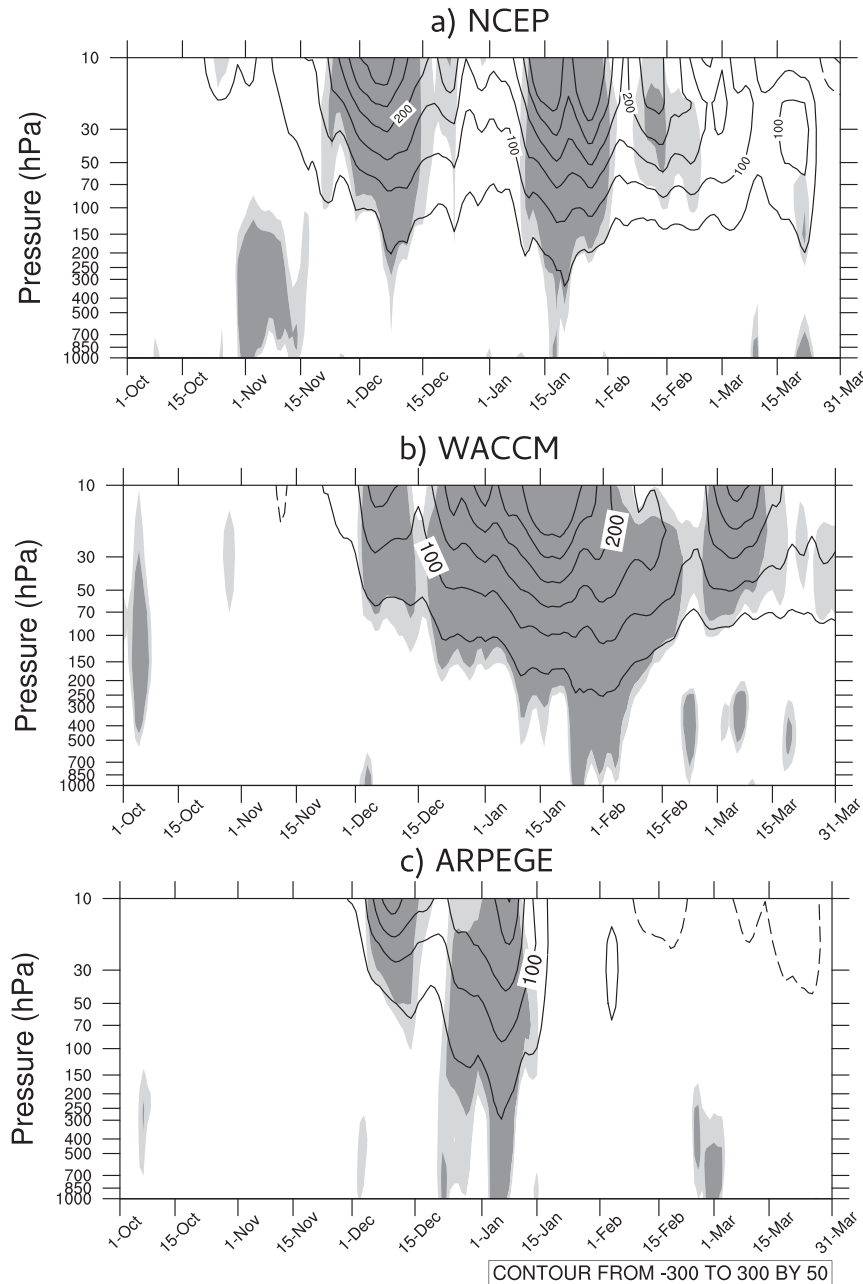 a) NCEP
Pressure (hPa)
10
30
50
70
100
150
200
250
300
400
500
700
850
1000
200
100
200
100
100
1-Oct
15-Oct
1-Nov
15-Nov
1-Dec
15-Dec
1-Jan
15-Jan
1-Feb
15-Feb
1-Mar
15-Mar
31-Mar
b) WACCM
Pressure (hPa)
10
30
50
70
100
150
200
250
300
400
500
700
850
1000
100
200
1-Oct
15-Oct
1-Nov
15-Nov
1-Dec
15-Dec
1-Jan
15-Jan
1-Feb
15-Feb
1-Mar
15-Mar
31-Mar
c) ARPEGE
Pressure (hPa)
10
30
50
70
100
150
200
250
300
400
500
700
850
1000
100
1-Oct
15-Oct
1-Nov
15-Nov
1-Dec
15-Dec
1-Jan
15-Jan
1-Feb
15-Feb
1-Mar
15-Mar
31-Mar
CONTOUR FROM -300 TO 300 BY 50